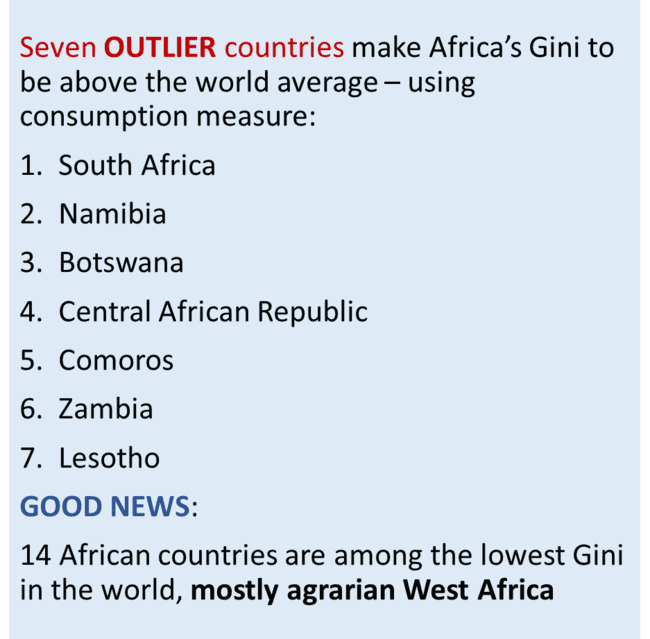 Seven OUTLIER countries make Africa’s Gini to
be above the world average – using
consumption measure:
1. South Africa
2. Namibia
3. Botswana
4. Central African Republic
5. Comoros
6. Zambia
7. Lesotho
GOOD NEWS:
14 African countries are among the lowest Gini
in the world, mostly agrarian West Africa